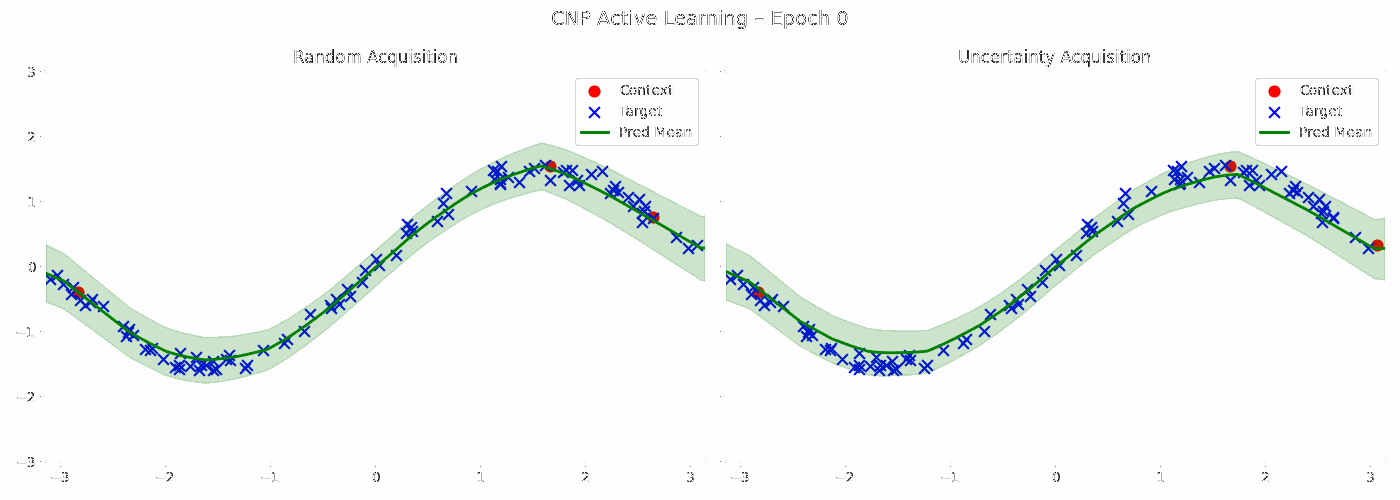 CNP Active Learning – Epoch 0
Random Acquisition
Uncertainty Acquisition
Context
Target
Pred Mean
Context
Target
Pred Mean
3
2
1
0
−1
−2
−3
−3 −2 −1 0 1 2 3
−3 −2 −1 0 1 2 3